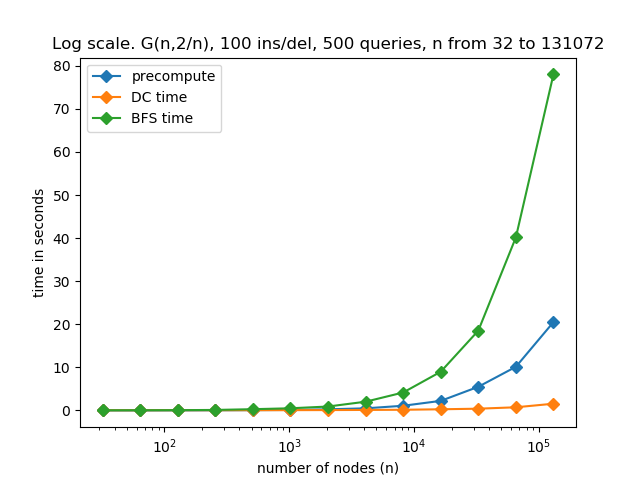 Log scale. G(n,2/n), 100 ins/del, 500 queries, n from 32 to 131072
precompute
DC time
BFS time
80
70
60
50
40
30
20
10
0
time in seconds
10²
10³
10⁴
10⁵
number of nodes (n)